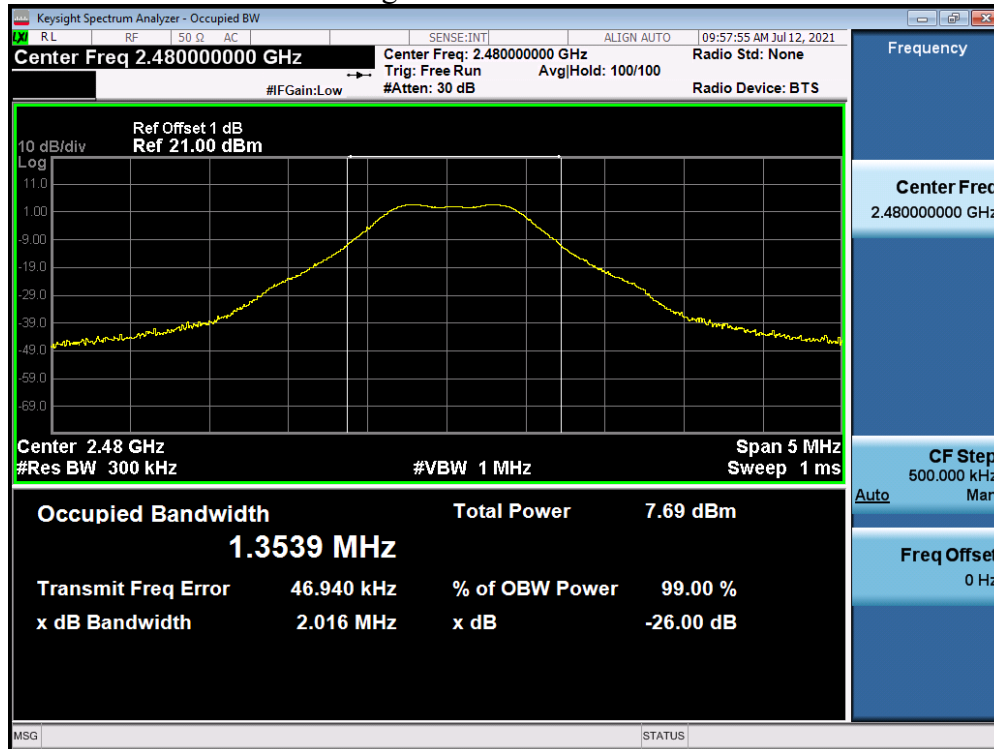 Keysight Spectrum Analyzer - Occupied BW
LXI RL RF 50 Ω AC SENSE:INT ALIGN AUTO 09:57:55 AM Jul 12, 2021
Center Freq 2.480000000 GHz
Center Freq: 2.480000000 GHz Radio Std: None
Trig: Free Run Avg|Hold: 100/100
#IFGain:Low #Atten: 30 dB Radio Device: BTS
Ref Offset 1 dB
10 dB/div Ref 21.00 dBm
Log
11.0
1.00
-9.00
-19.0
-29.0
-39.0
-49.0
-59.0
-69.0
Center 2.48 GHz Span 5 MHz
#Res BW 300 kHz #VBW 1 MHz Sweep 1 ms
Occupied Bandwidth Total Power 7.69 dBm
1.3539 MHz
Transmit Freq Error 46.940 kHz % of OBW Power 99.00 %
x dB Bandwidth 2.016 MHz x dB -26.00 dB
Frequency
Center Freq
2.480000000 GHz
CF Step
500.000 kHz
Auto Man
Freq Offset
0 Hz
MSG STATUS